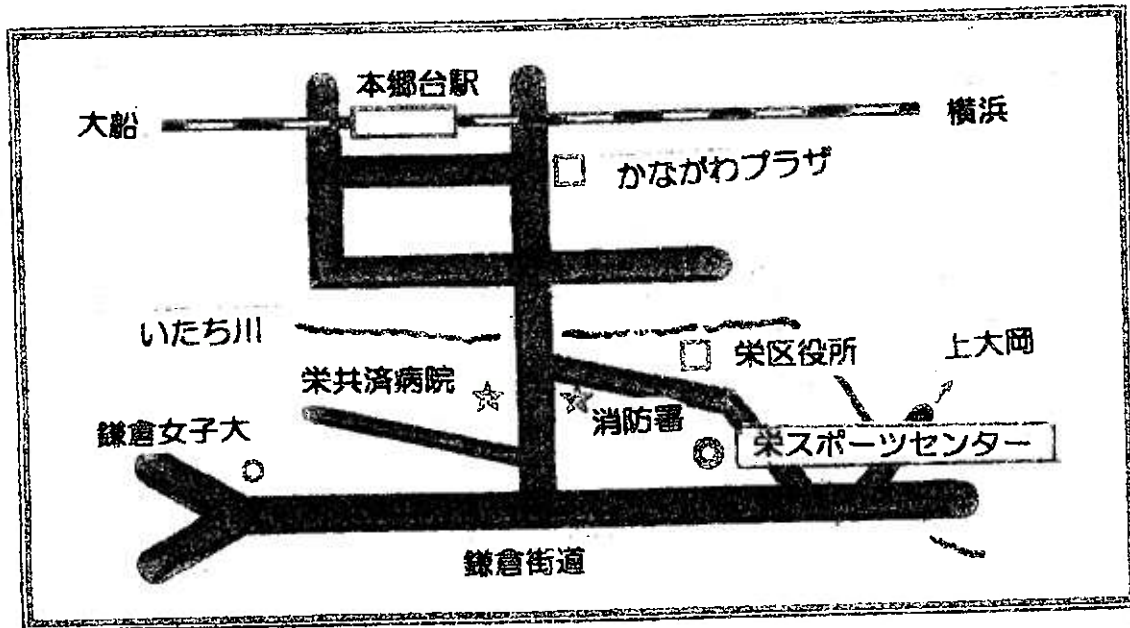 本郷台駅
大船
横浜
かながわプラザ
いたち川
栄区役所
上大岡
栄共済病院
消防署
鎌倉女子大
栄スポーツセンター
鎌倉街道